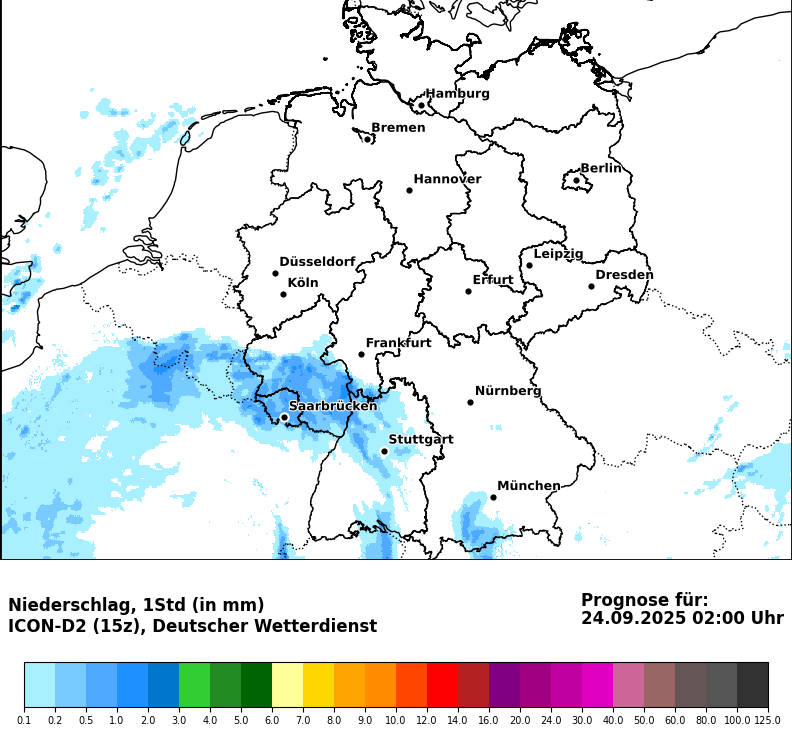 Hamburg
Bremen
Berlin
Hannover
Leipzig
Düsseldorf
Dresden
Köln
Erfurt
Frankfurt
Nürnberg
Saarbrücken
Stuttgart
München
Niederschlag, 1Std (in mm)
ICON-D2 (15z), Deutscher Wetterdienst
Prognose für:
24.09.2025 02:00 Uhr
0.1 0.2 0.5 1.0 2.0 3.0 4.0 5.0 6.0 7.0 8.0 9.0 10.0 12.0 14.0 16.0 20.0 24.0 30.0 40.0 50.0 60.0 80.0 100.0 125.0